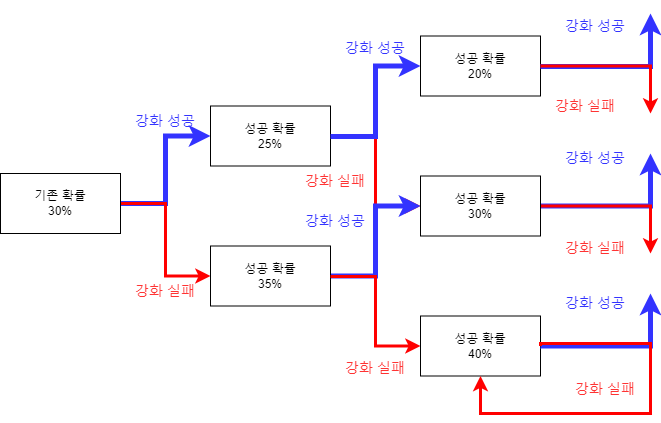 강화 성공
강화 성공
성공 확률
20%
강화 실패
강화 성공
성공 확률
25%
강화 성공
강화 실패
기존 확률
30%
성공 확률
30%
강화 성공
강화 실패
성공 확률
35%
강화 실패
강화 성공
성공 확률
40%
강화 실패
강화 실패